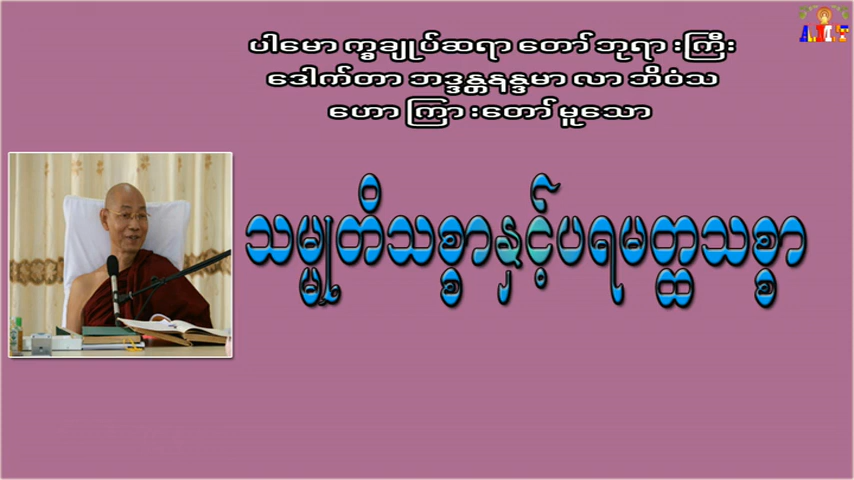 ပါမော က္ခချုပ်ဆရာ တော် ဘုရာ းကြီး
ဒေါက်တာ ဘဒ္ဒန္တနန္ဒမာ လာ ဘိဝံသ
ဟော ကြာ းတော် မူသော
သမ္မုတိသစ္စာနှင့်ပရမတ္ထသစ္စာ